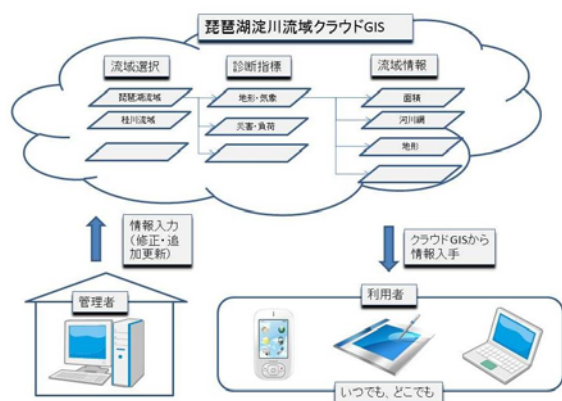 琵琶湖淀川流域クラウドGIS
流域選択
診断指標
流域情報
琵琶湖流域
地形・気象
面積
桂川流域
災害・負荷
河川網
地形
情報入力
（修正・追
加更新）
クラウドGISから
情報入手
管理者
利用者
いつでも、どこでも